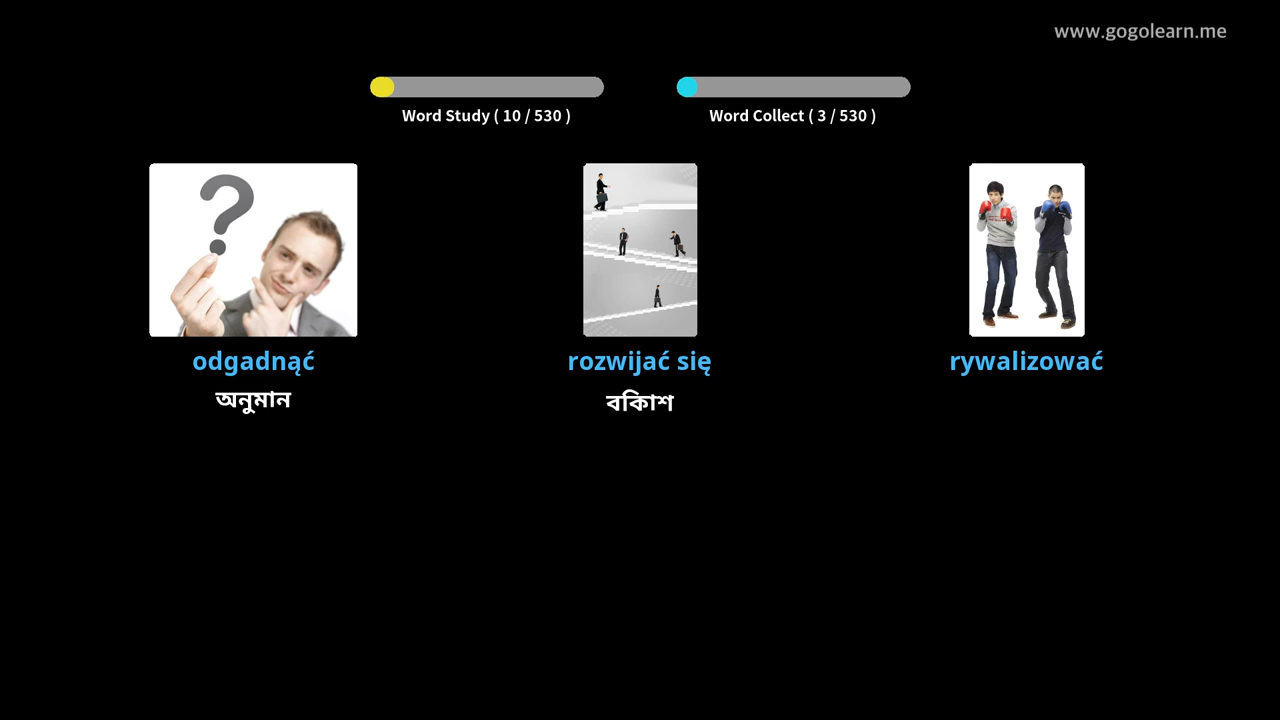 www.gogolearn.me
Word Study ( 10 / 530 )
Word Collect ( 3 / 530 )
?
odgadnąć
rozwijać się
rywalizować
অনুমান
বিকাশ